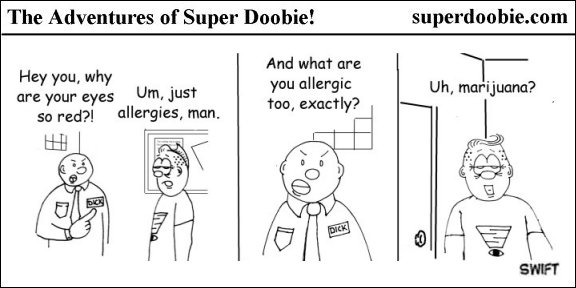 The Adventures of Super Doobie!
superdoobie.com
Hey you, why
are your eyes
so red?!
Um, just
allergies, man.
DICK
And what are
you allergic
too, exactly?
DICK
Uh, marijuana?
SWIFT